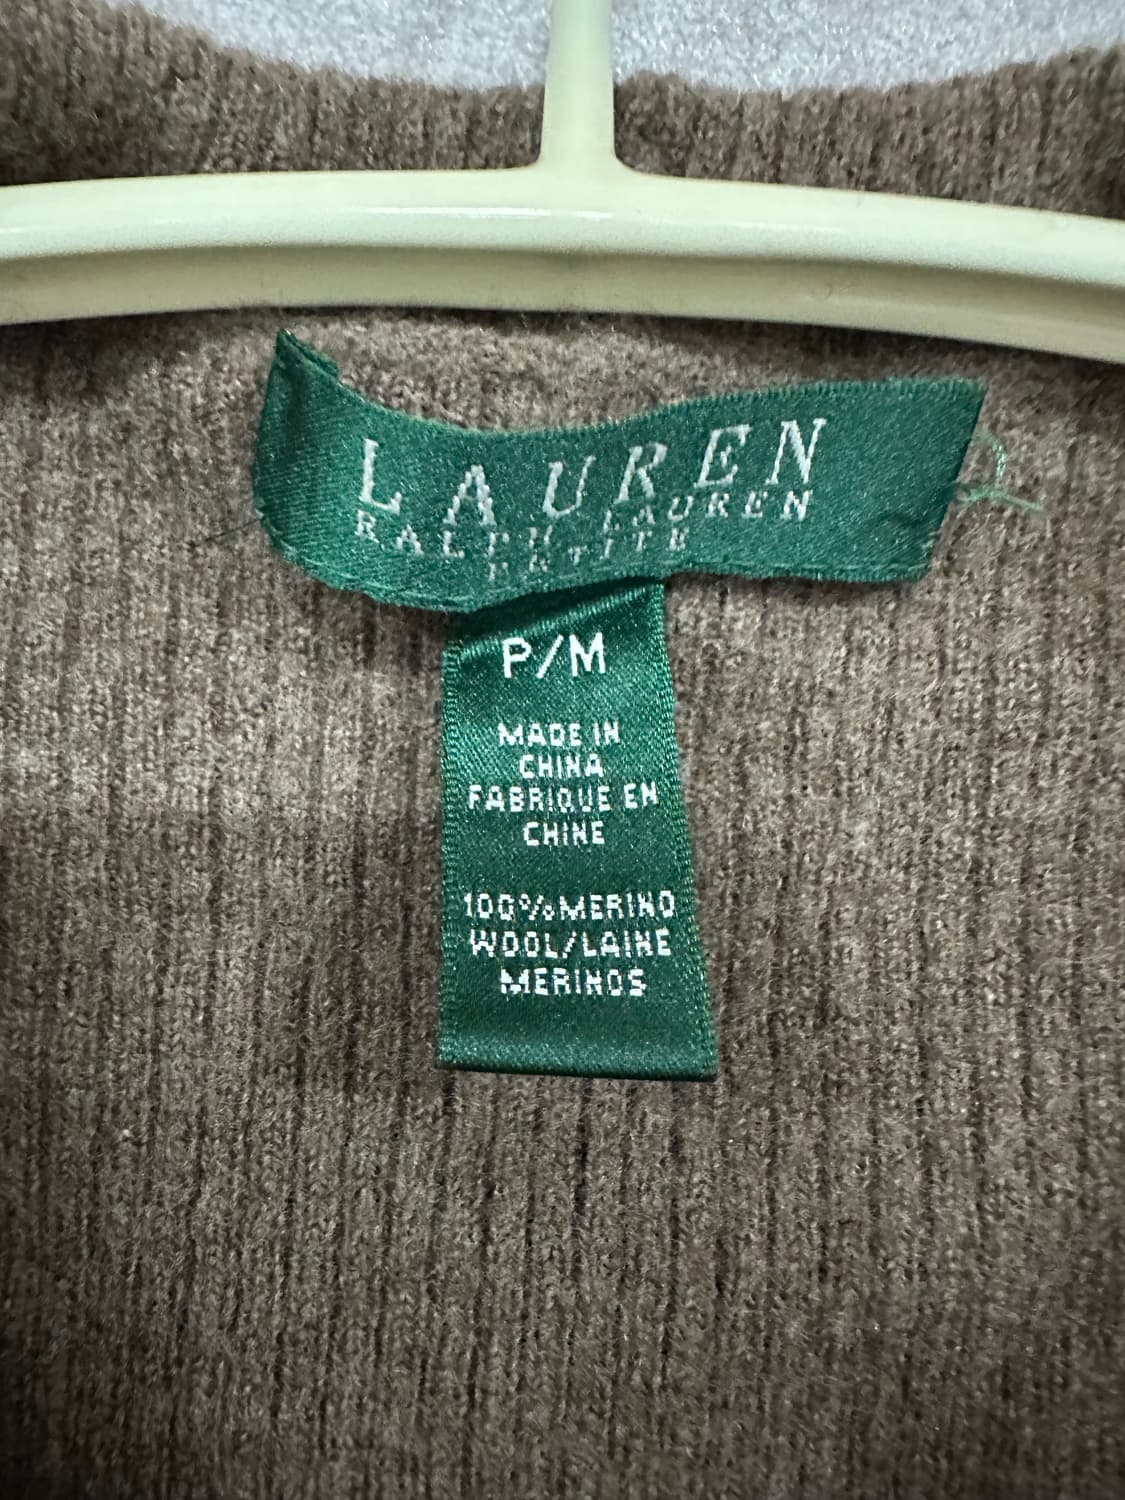 LAUREN
RALPH LAUREN
PETITE
P/M
MADE IN
CHINA
FABRIQUE EN
CHINE
100% MERINO
WOOL/LAINE
MERINOS